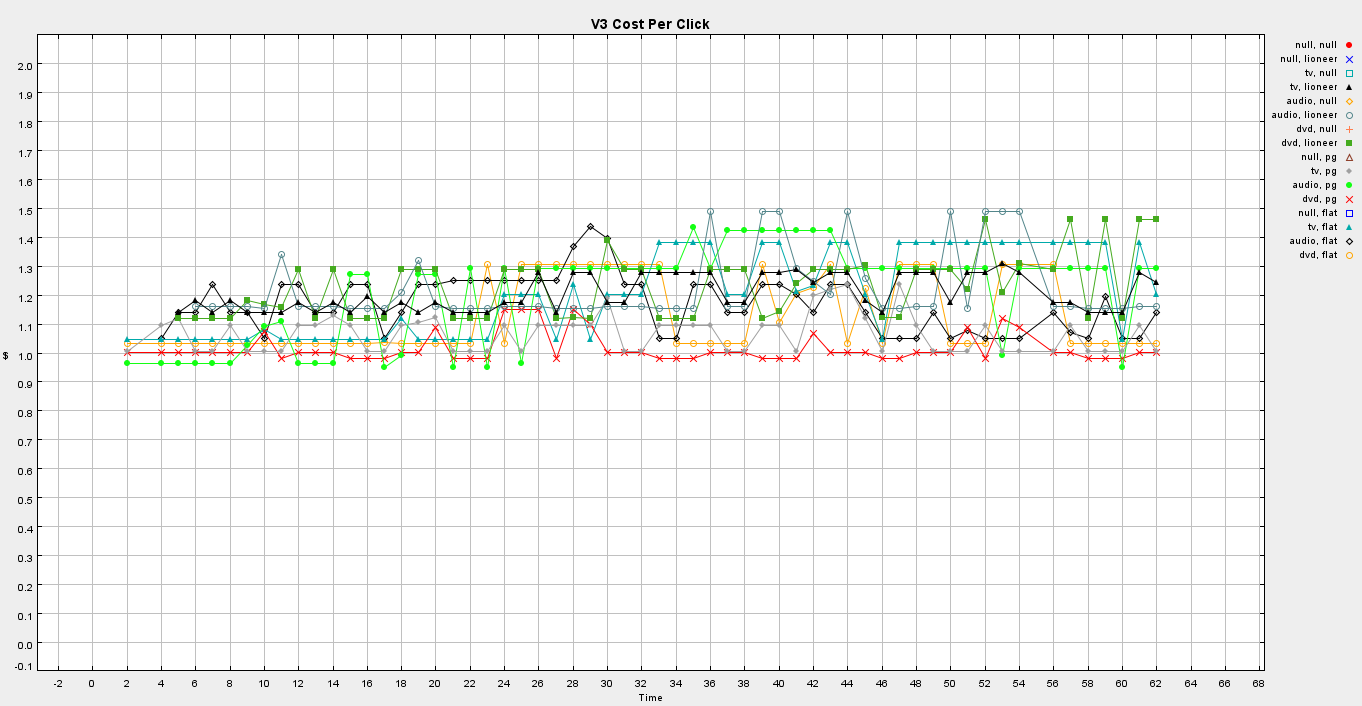 V3 Cost Per Click
null, null
null, lioneer
tv, null
tv, lioneer
audio, null
audio, lioneer
dvd, null
dvd, lioneer
null, pg
tv, pg
audio, pg
dvd, pg
null, flat
tv, flat
audio, flat
dvd, flat
2.0
1.9
1.8
1.7
1.6
1.5
1.4
1.3
1.2
1.1
$
1.0
0.9
0.8
0.7
0.6
0.5
0.4
0.3
0.2
0.1
0.0
-0.1
-2 0 2 4 6 8 10 12 14 16 18 20 22 24 26 28 30 32 34 36 38 40 42 44 46 48 50 52 54 56 58 60 62 64 66 68
Time